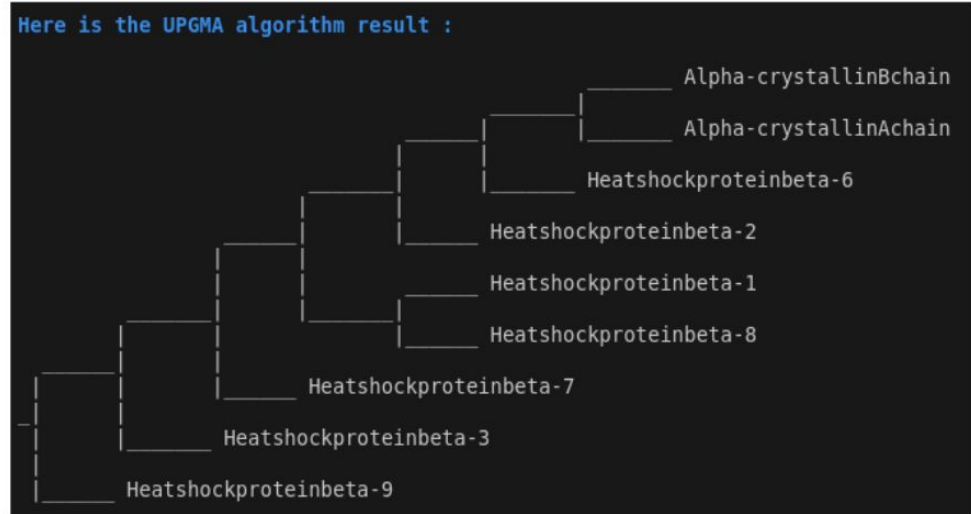 Here is the UPGMA algorithm result :
Alpha-crystallinBchain
Alpha-crystallinAchain
Heatshockproteinbeta-6
Heatshockproteinbeta-2
Heatshockproteinbeta-1
Heatshockproteinbeta-8
Heatshockproteinbeta-7
Heatshockproteinbeta-3
Heatshockproteinbeta-9